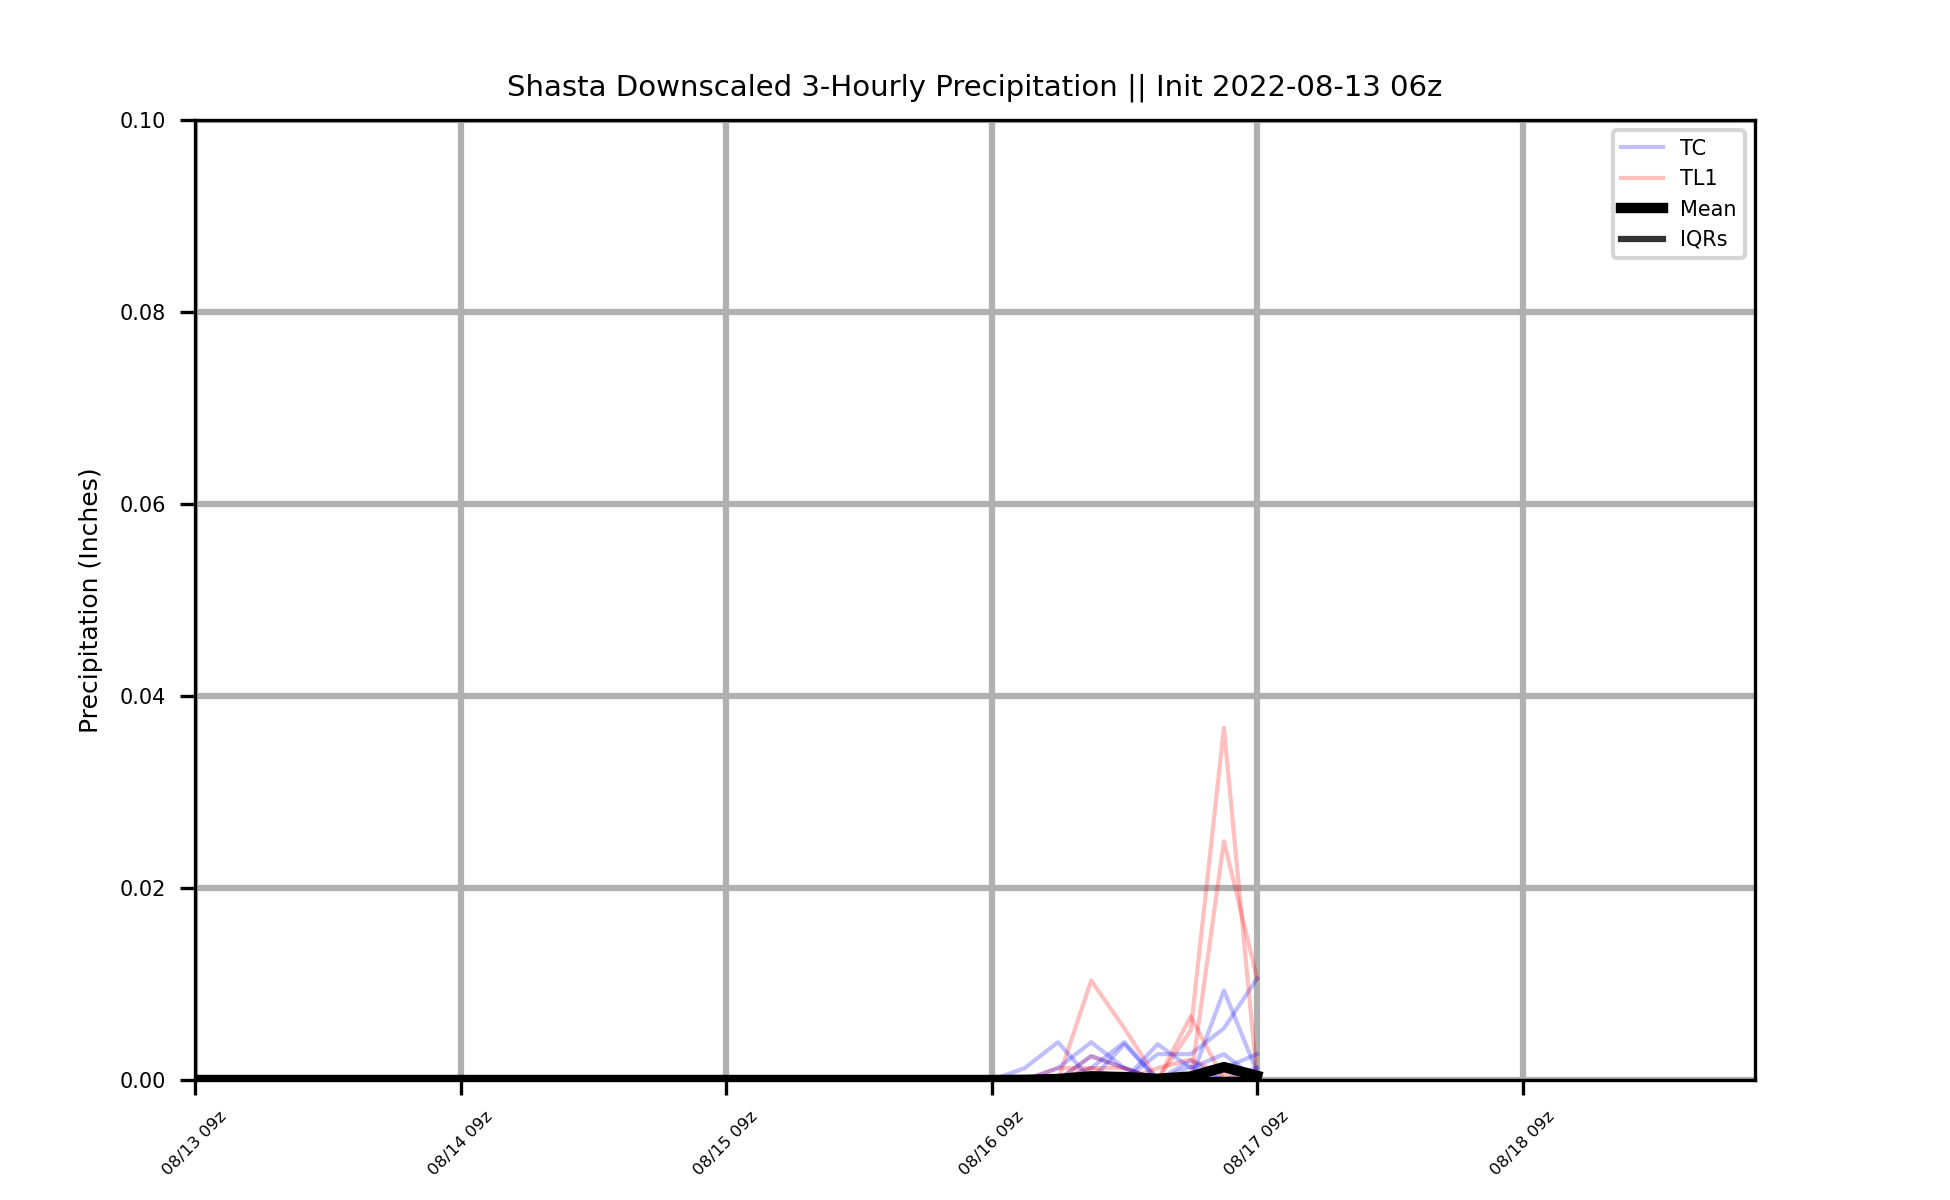 Shasta Downscaled 3-Hourly Precipitation || Init 2022-08-13 06z
0.10
0.08
0.06
0.04
0.02
0.00
Precipitation (Inches)
TC
TL1
Mean
IQRs
08/13 09z
08/14 09z
08/15 09z
08/16 09z
08/17 09z
08/18 09z